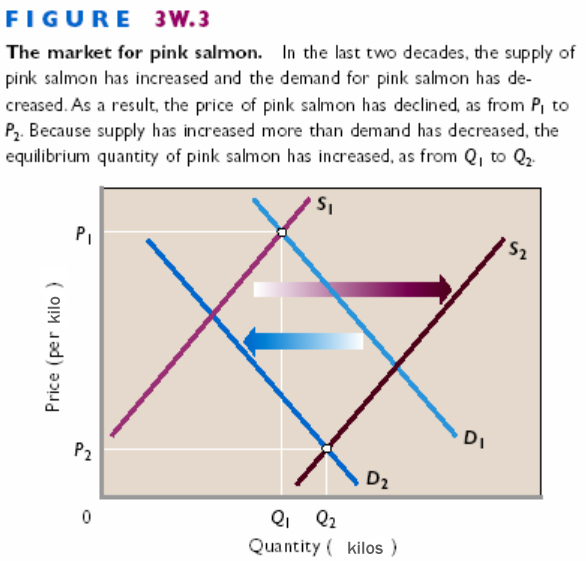 FIGURE 3W.3
The market for pink salmon. In the last two decades, the supply of
pink salmon has increased and the demand for pink salmon has de-
creased. As a result, the price of pink salmon has declined, as from P₁ to
P₂. Because supply has increased more than demand has decreased, the
equilibrium quantity of pink salmon has increased, as from Q₁ to Q₂.
S₁
P₁
S₂
Price (per kilo )
D₁
P₂
D₂
0
Q₁ Q₂
Quantity ( kilos )